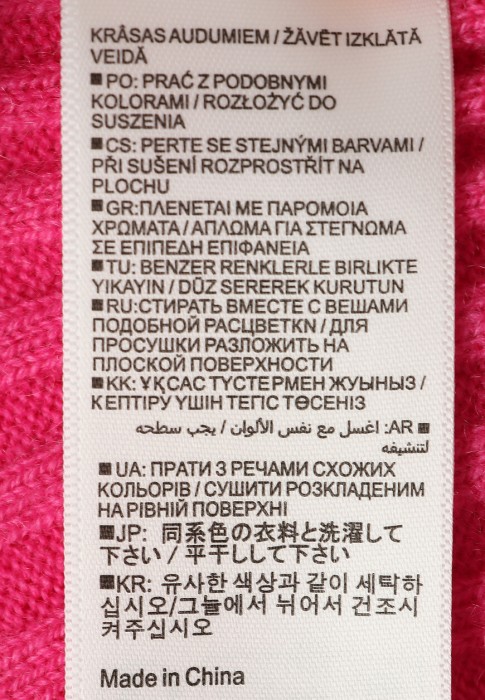 KRĀSAS AUDUMIEM / ŽĀVĒT IZKLĀTĀ
VEIDĀ
■PO: PRAĆ Z PODOBNYMI
KOLORAMI / ROZŁOŻYĆ DO
SUSZENIA
■CS: PERTE SE STEJNÝMI BARVAMI /
PŘI SUŠENÍ ROZPROSTŘÍT NA
PLOCHU
■GR:ΠΛΕΝΕΤΑΙ ΜΕ ΠΑΡΟΜΟΙΑ
ΧΡΩΜΑΤΑ / ΑΠΛΩΜΑ ΓΙΑ ΣΤΕΓΝΩΜΑ
ΣΕ ΕΠΙΠΕΔΗ ΕΠΙΦΑΝΕΙΑ
■TU: BENZER RENKLERLE BIRLIKTE
YIKAYIN / DÜZ SEREREK KURUTUN
■RU:СТИРАТЬ ВМЕСТЕ С ВЕЩАМИ
ПОДОБНОЙ РАСЦВЕТКN / ДЛЯ
ПРОСУШКИ РАЗЛОЖИТЬ НА
ПЛОСКОЙ ПОВЕРХНОСТИ
■KK: ҰҚСАС ТҮСТЕРМЕН ЖУЫНЫЗ /
КЕПТІРУ ҮШІН ТЕГІС ТӨСЕНІЗ
■ AR: اغسل مع نفس الألوان / يجب سطحه
لتنشيفه
■ UA: ПРАТИ З РЕЧАМИ СХОЖИХ
КОЛЬОРІВ / СУШИТИ РОЗКЛАДЕНИМ
НА РІВНІЙ ПОВЕРХНІ
■JP: 同系色の衣料と洗濯して
下さい / 平干しして下さい
■KR: 유사한 색상과 같이 세탁하
십시오/그늘에서 뉘어서 건조시
켜주십시오
Made in China